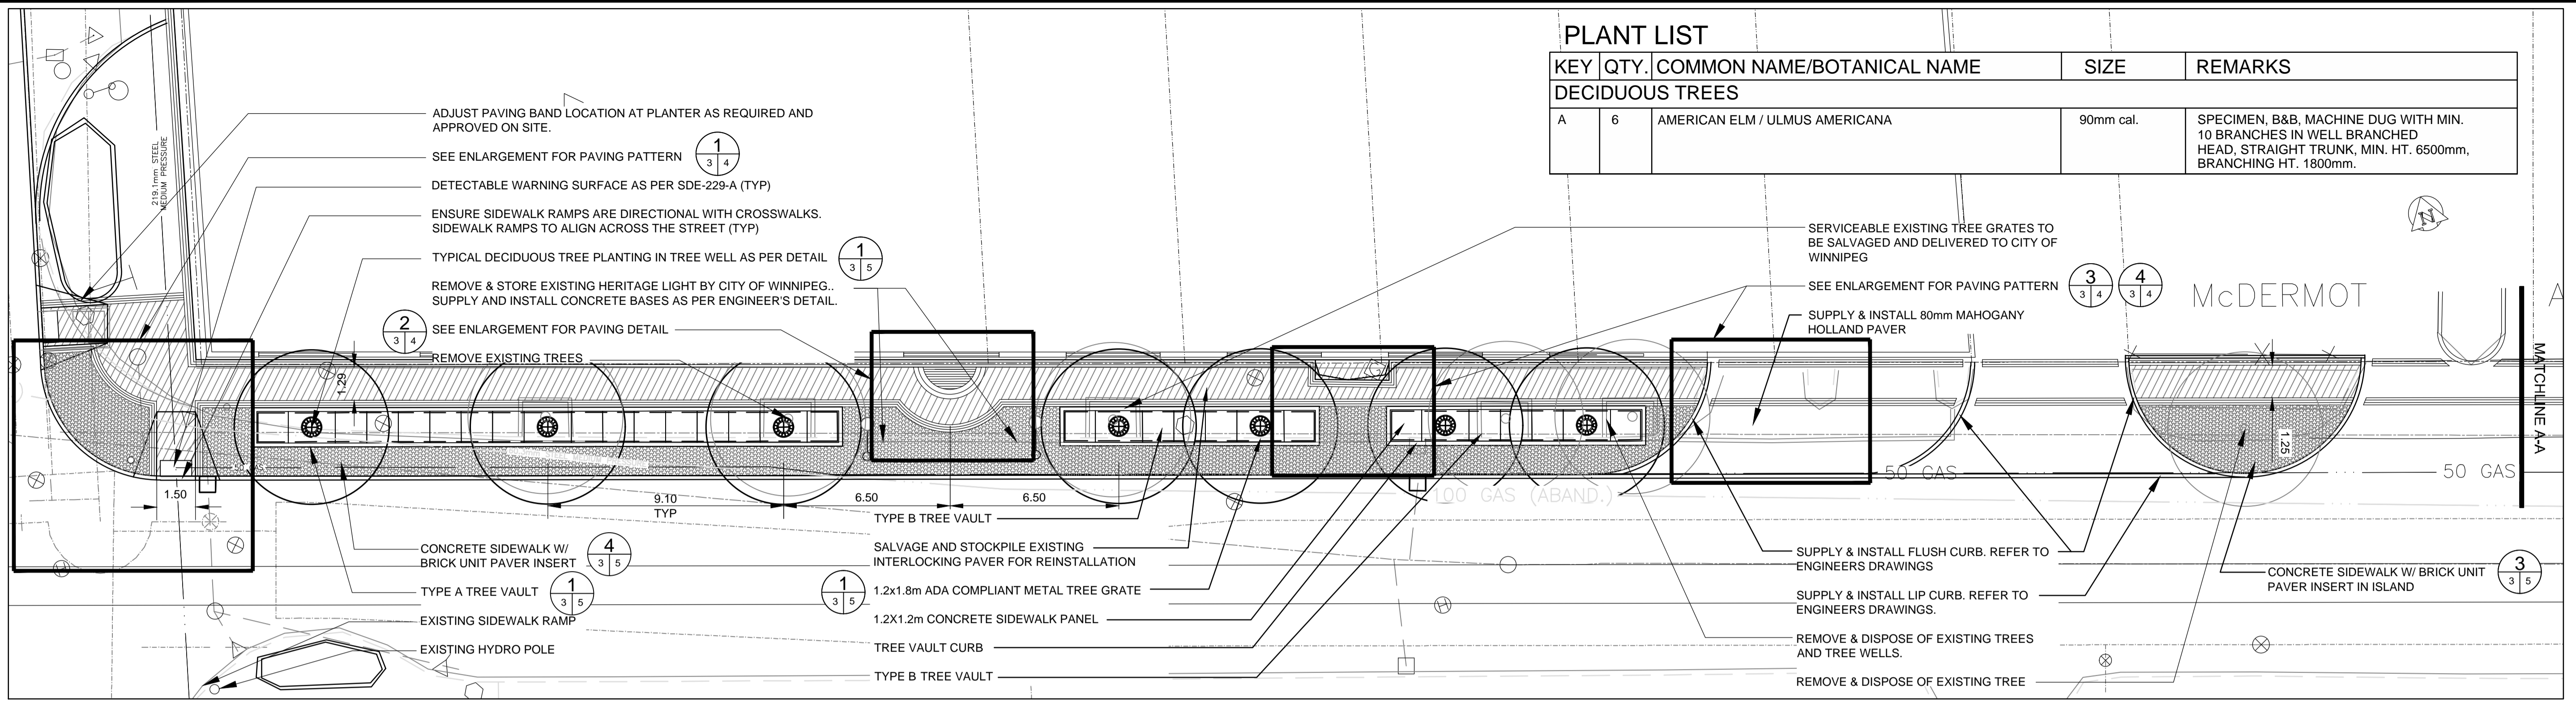 PLANT LIST
KEY QTY. COMMON NAME/BOTANICAL NAME SIZE REMARKS
DECIDUOUS TREES
A 6 AMERICAN ELM / ULMUS AMERICANA 90mm cal. SPECIMEN, B&B, MACHINE DUG WITH MIN.
10 BRANCHES IN WELL BRANCHED
HEAD, STRAIGHT TRUNK, MIN. HT. 6500mm,
BRANCHING HT. 1800mm.
219.1mm STEEL
MEDIUM PRESSURE
ADJUST PAVING BAND LOCATION AT PLANTER AS REQUIRED AND
APPROVED ON SITE.
SEE ENLARGEMENT FOR PAVING PATTERN
1
3 4
DETECTABLE WARNING SURFACE AS PER SDE-229-A (TYP)
ENSURE SIDEWALK RAMPS ARE DIRECTIONAL WITH CROSSWALKS.
SIDEWALK RAMPS TO ALIGN ACROSS THE STREET (TYP)
TYPICAL DECIDUOUS TREE PLANTING IN TREE WELL AS PER DETAIL
1
3 5
REMOVE & STORE EXISTING HERITAGE LIGHT BY CITY OF WINNIPEG..
SUPPLY AND INSTALL CONCRETE BASES AS PER ENGINEER'S DETAIL.
2
3 4
SEE ENLARGEMENT FOR PAVING DETAIL
REMOVE EXISTING TREES
SERVICEABLE EXISTING TREE GRATES TO
BE SALVAGED AND DELIVERED TO CITY OF
WINNIPEG
SEE ENLARGEMENT FOR PAVING PATTERN
3
3 4
4
3 4
SUPPLY & INSTALL 80mm MAHOGANY
HOLLAND PAVER
N
McDERMOT
A
MATCHLINE A-A
1.29
1.25
1.50
9.10
TYP
6.50
6.50
100 GAS (ABAND.)
50 GAS
50 GAS
CONCRETE SIDEWALK W/
BRICK UNIT PAVER INSERT
4
3 5
TYPE A TREE VAULT
1
3 5
EXISTING SIDEWALK RAMP
EXISTING HYDRO POLE
TYPE B TREE VAULT
SALVAGE AND STOCKPILE EXISTING
INTERLOCKING PAVER FOR REINSTALLATION
1
3 5
1.2x1.8m ADA COMPLIANT METAL TREE GRATE
1.2X1.2m CONCRETE SIDEWALK PANEL
TREE VAULT CURB
TYPE B TREE VAULT
SUPPLY & INSTALL FLUSH CURB. REFER TO
ENGINEERS DRAWINGS
SUPPLY & INSTALL LIP CURB. REFER TO
ENGINEERS DRAWINGS.
REMOVE & DISPOSE OF EXISTING TREES
AND TREE WELLS.
REMOVE & DISPOSE OF EXISTING TREE
CONCRETE SIDEWALK W/ BRICK UNIT
PAVER INSERT IN ISLAND
3
3 5
H
H